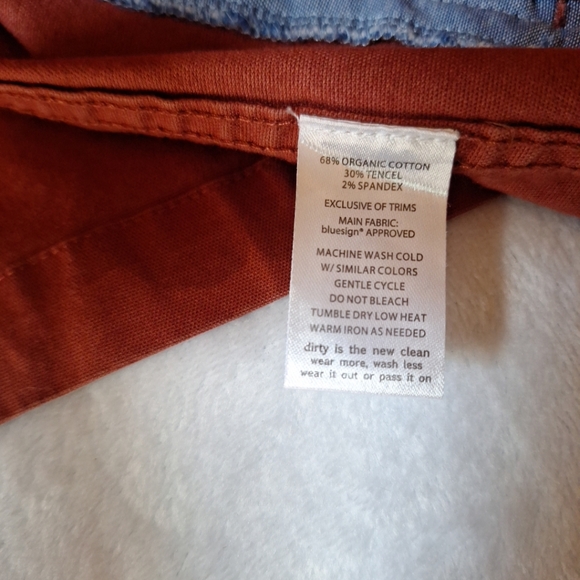 68% ORGANIC COTTON
30% TENCEL
2% SPANDEX
EXCLUSIVE OF TRIMS
MAIN FABRIC:
bluesign® APPROVED
MACHINE WASH COLD
W/ SIMILAR COLORS
GENTLE CYCLE
DO NOT BLEACH
TUMBLE DRY LOW HEAT
WARM IRON AS NEEDED
dirty is the new clean
wear more, wash less
wear it out or pass it on